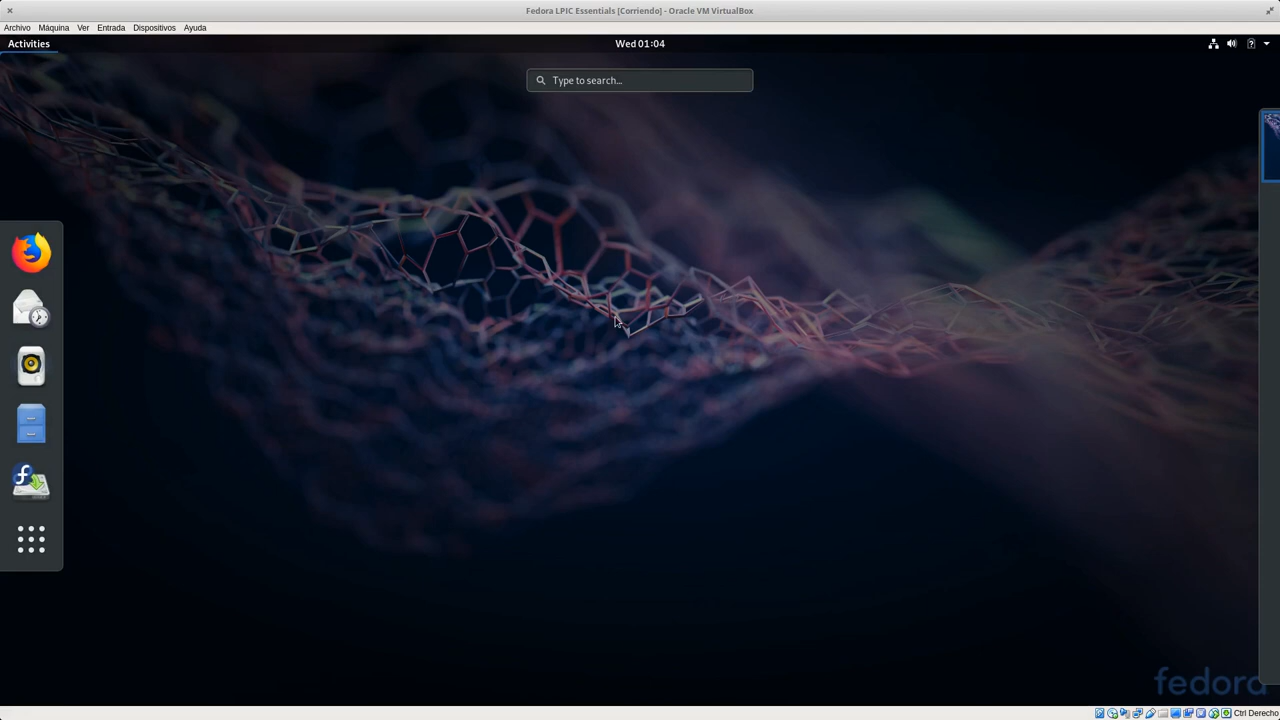 Fedora LPIC Essentials [Corriendo] - Oracle VM VirtualBox
Archivo Máquina Ver Entrada Dispositivos Ayuda
Activities Wed 01:04
Type to search...
fedora
Ctrl Derecho